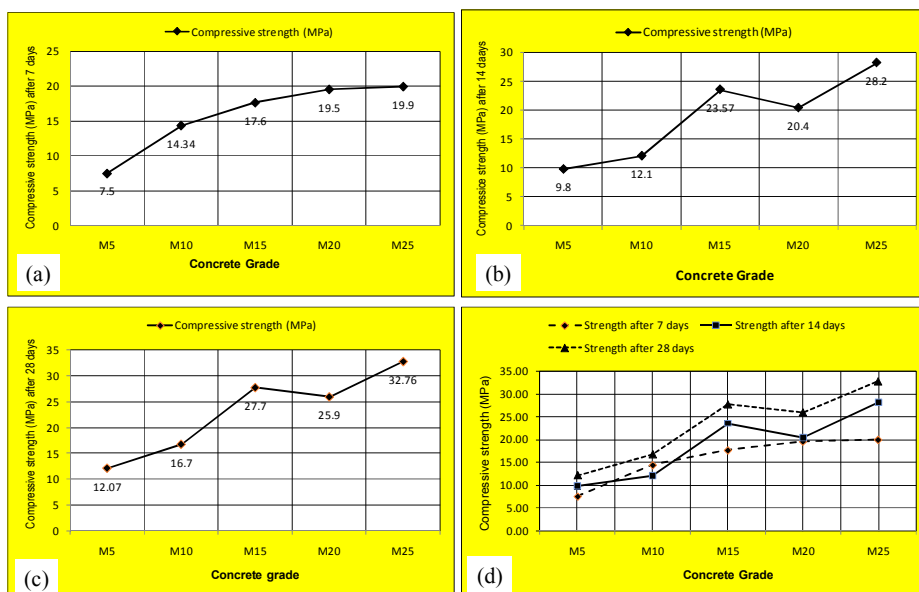 Compressive strength (MPa)
Compressive strength (MPa) after 7 days
25
20
15
10
5
0
7.5
14.34
17.6
19.5
19.9
M5 M10 M15 M20 M25
Concrete Grade
(a)
Compressive strength (MPa)
Compressice strength (MPa) after 14 daays
30
25
20
15
10
5
0
9.8
12.1
23.57
20.4
28.2
M5 M10 M15 M20 M25
Concrete Grade
(b)
Compressive strength (MPa)
Compressive strength (MPa) after 28 days
35
30
25
20
15
10
5
0
12.07
16.7
27.7
25.9
32.76
M5 M10 M15 M20 M25
Concrete grade
(c)
Strength after 7 days Strength after 14 days
Strength after 28 days
Compressive strength (MPa)
35.00
30.00
25.00
20.00
15.00
10.00
5.00
0.00
M5 M10 M15 M20 M25
Concrete Grade
(d)